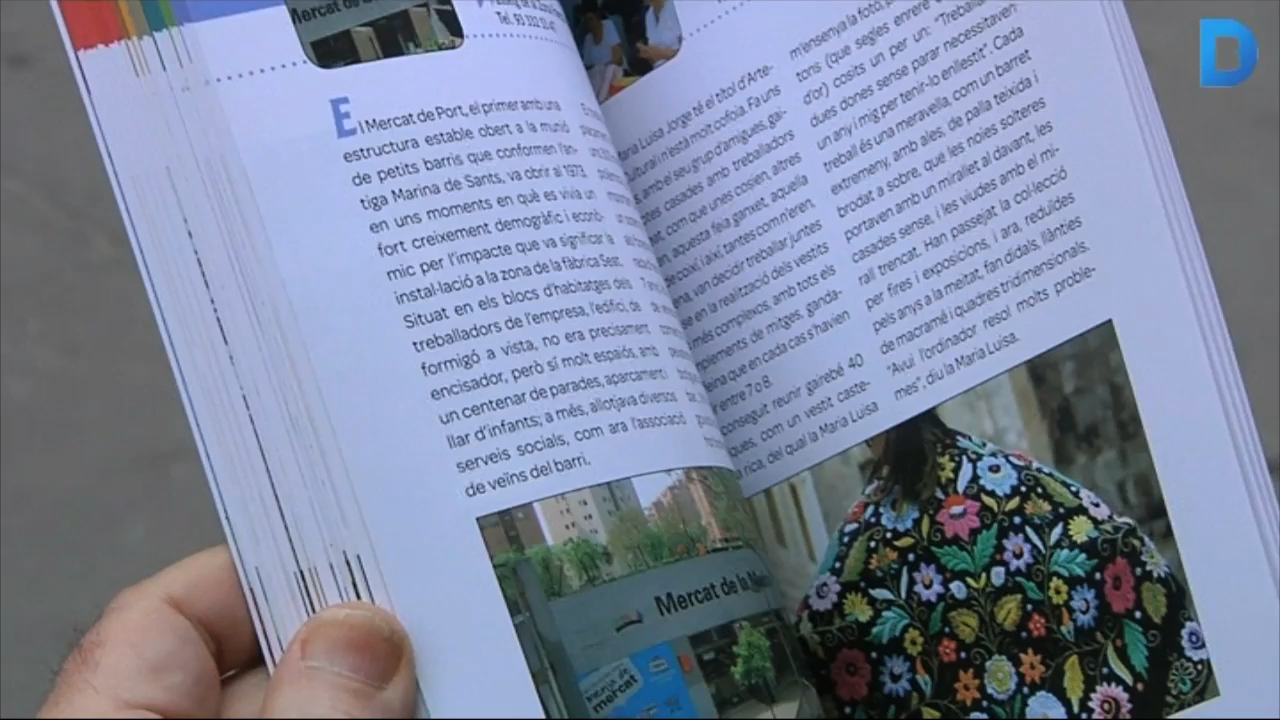 Mercat de la
Tel. 93 332 12 47
El Mercat de Port, el primer amb una
estructura estable obert a la munió
de petits barris que conformen l'an-
tiga Marina de Sants, va obrir al 1973
en uns moments en què es vivia un
fort creixement demogràfic i econò-
mic per l'impacte que va significar la
instal·lació a la zona de la fàbrica Seat.
Situat en els blocs d'habitatges dels
treballadors de l'empresa, l'edifici, de
formigó a vista, no era precisament
encisador, però sí molt espaiós, amb
un centenar de parades, aparcament i
llar d'infants; a més, allotjava diversos
serveis socials, com ara l'associació
de veïns del barri.
Mercat de la
mercat
Luisa Jorge té el títol d'Arte-
cultural i n'està molt cofoia. Fa uns
amb el seu grup d'amigues, gai-
casades amb treballadors
com que unes cosien, altres
aquesta feia ganxet, aquella
coixí i així, tantes com n'eren,
van decidir treballar juntes
en la realització dels vestits
més complexos, amb tots els
de mitges, ganda-
que en cada cas s'havien
entre 7 o 8.
aconseguit reunir gairebé 40
com un vestit caste-
rica, del qual la Maria Luisa
m'ensenya la foto,
tons (que segles enrere
d'or) cosits un per un: "Treballa
dues dones sense parar necessitaven
un any i mig per tenir-lo enllestit". Cada
treball és una meravella, com un barret
extremeny, amb ales, de palla teixida i
brodat a sobre, que les noies solteres
portaven amb un mirallet al davant, les
casades sense, i les viudes amb el mi-
rall trencat. Han passejat la col·lecció
per fires i exposicions, i ara, reduïdes
pels anys a la meitat, fan didals, llànties
de macramé i quadres tridimensionals.
"Avui l'ordinador resol molts proble-
mes", diu la Maria Luisa.
D